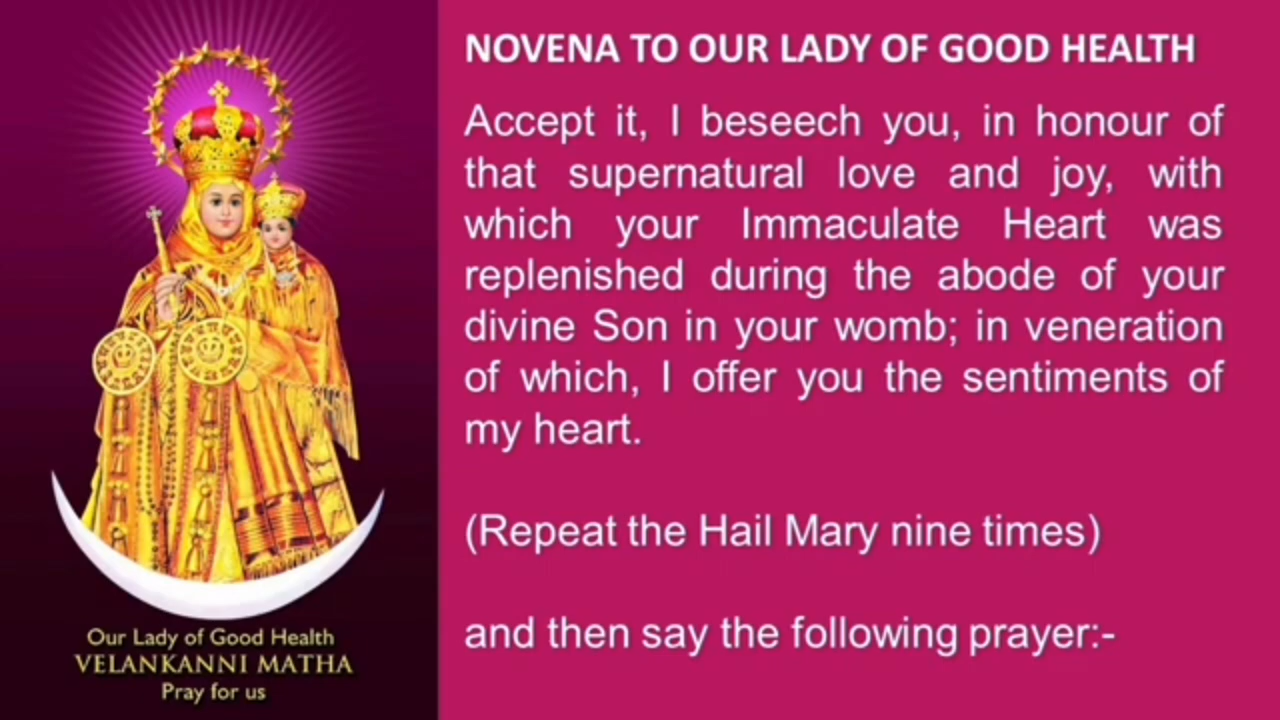 NOVENA TO OUR LADY OF GOOD HEALTH
Accept it, I beseech you, in honour of
that supernatural love and joy, with
which your Immaculate Heart was
replenished during the abode of your
divine Son in your womb; in veneration
of which, I offer you the sentiments of
my heart.
(Repeat the Hail Mary nine times)
and then say the following prayer:-
Our Lady of Good Health
VELANKANNI MATHA
Pray for us